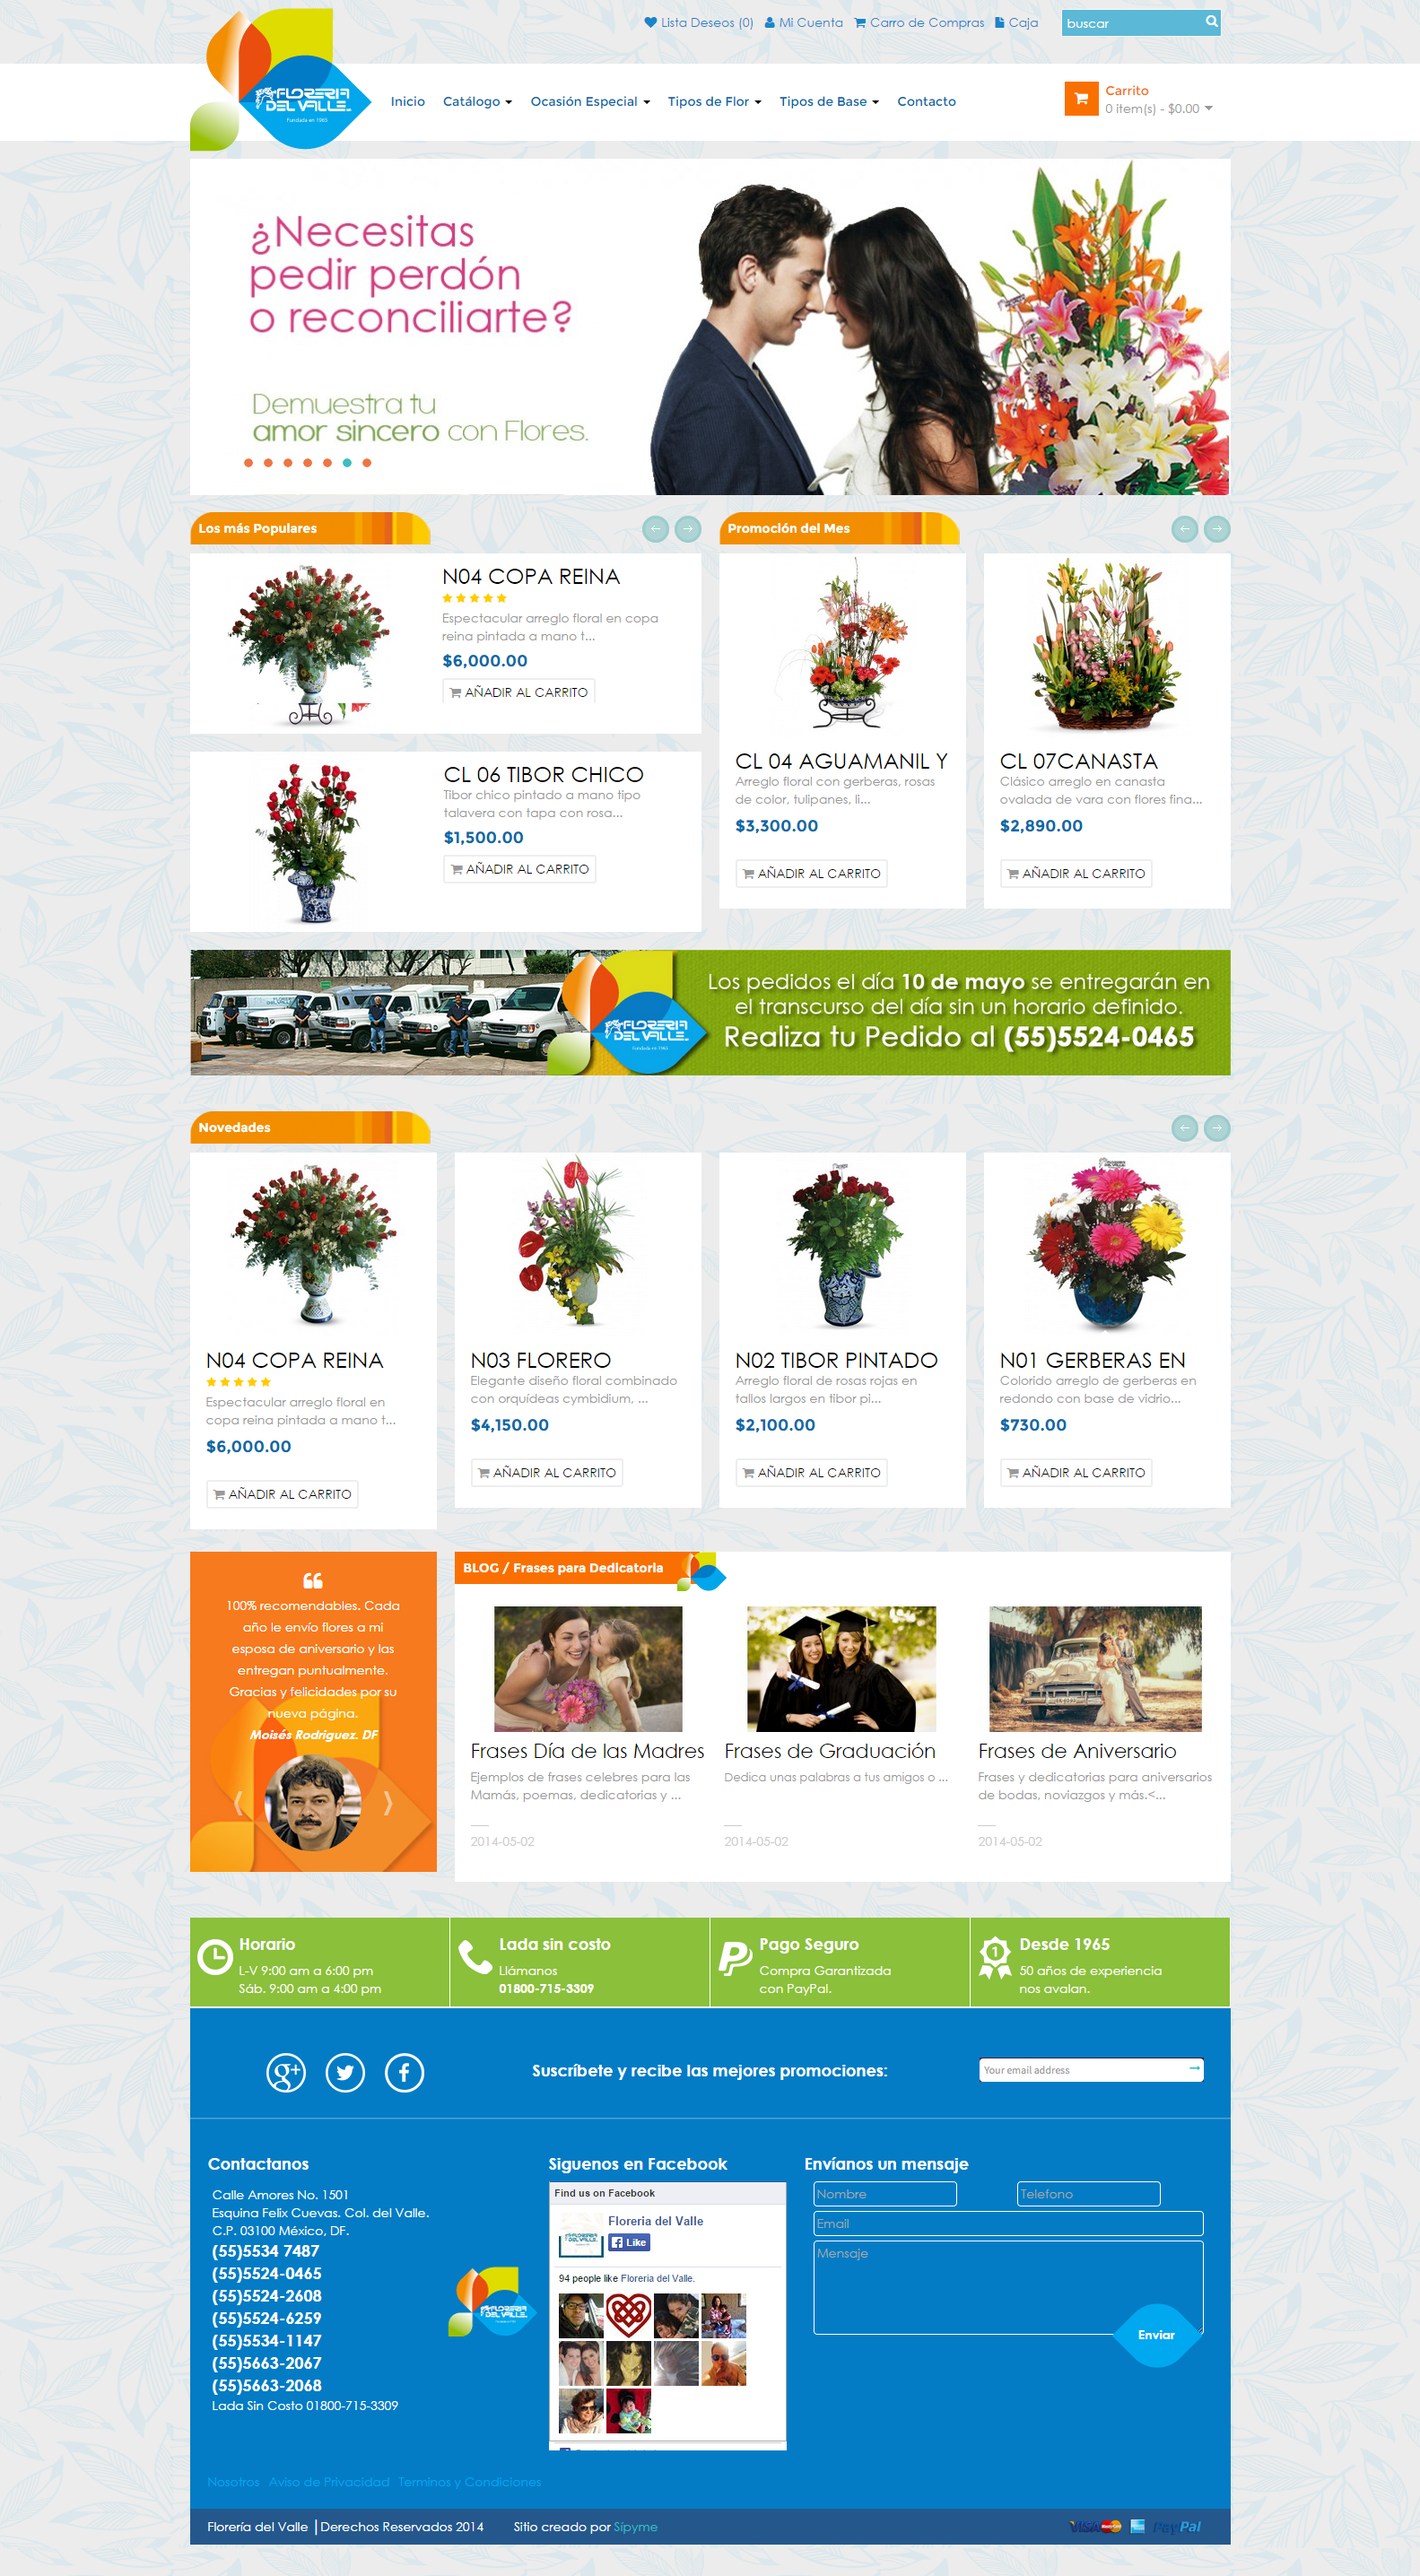 Lista Deseos (0) Mi Cuenta Carro de Compras Caja buscar
FLORERIA
DEL VALLE
Fundada en 1965
Inicio Catálogo Ocasión Especial Tipos de Flor Tipos de Base Contacto
Carrito
0 item(s) - $0.00
¿Necesitas
pedir perdón
o reconciliarte?
Demuestra tu
amor sincero con Flores.
Los más Populares
N04 COPA REINA
Espectacular arreglo floral en copa
reina pintada a mano t...
$6,000.00
AÑADIR AL CARRITO
CL 06 TIBOR CHICO
Tibor chico pintado a mano tipo
talavera con tapa con rosa...
$1,500.00
AÑADIR AL CARRITO
Promoción del Mes
CL 04 AGUAMANIL Y
Arreglo floral con gerberas, rosas
de color, tulipanes, li...
$3,300.00
AÑADIR AL CARRITO
CL 07CANASTA
Clásico arreglo en canasta
ovalada de vara con flores fina...
$2,890.00
AÑADIR AL CARRITO
FLORERIA
DEL VALLE
Fundada en 1965
Los pedidos el día 10 de mayo se entregarán en
el transcurso del día sin un horario definido.
Realiza tu Pedido al (55)5524-0465
Novedades
N04 COPA REINA
Espectacular arreglo floral en
copa reina pintada a mano t...
$6,000.00
AÑADIR AL CARRITO
N03 FLORERO
Elegante diseño floral combinado
con orquídeas cymbidium, ...
$4,150.00
AÑADIR AL CARRITO
N02 TIBOR PINTADO
Arreglo floral de rosas rojas en
tallos largos en tibor pi...
$2,100.00
AÑADIR AL CARRITO
N01 GERBERAS EN
Colorido arreglo de gerberas en
redondo con base de vidrio...
$730.00
AÑADIR AL CARRITO
100% recomendables. Cada
año le envío flores a mi
esposa de aniversario y las
entregan puntualmente.
Gracias y felicidades por su
nueva página.
Moisés Rodriguez. DF
BLOG / Frases para Dedicatoria
Frases Día de las Madres
Ejemplos de frases celebres para las
Mamás, poemas, dedicatorias y ...
2014-05-02
Frases de Graduación
Dedica unas palabras a tus amigos o ...
2014-05-02
Frases de Aniversario
Frases y dedicatorias para aniversarios
de bodas, noviazgos y más.<...
2014-05-02
Horario
L-V 9:00 am a 6:00 pm
Sáb. 9:00 am a 4:00 pm
Lada sin costo
Llámanos
01800-715-3309
Pago Seguro
Compra Garantizada
con PayPal.
1
Desde 1965
50 años de experiencia
nos avalan.
Suscríbete y recibe las mejores promociones:
Your email address
Contactanos
Calle Amores No. 1501
Esquina Felix Cuevas. Col. del Valle.
C.P. 03100 México, DF.
(55)5534 7487
(55)5524-0465
(55)5524-2608
(55)5524-6259
(55)5534-1147
(55)5663-2067
(55)5663-2068
Lada Sin Costo 01800-715-3309
FLORERIA
DEL VALLE
Siguenos en Facebook
Find us on Facebook
Floreria del Valle
Like
94 people like Floreria del Valle.
Envíanos un mensaje
Nombre Telefono
Email
Mensaje
Enviar
Nosotros Aviso de Privacidad Terminos y Condiciones
Florería del Valle | Derechos Reservados 2014 Sitio creado por Sípyme
VISA PayPal